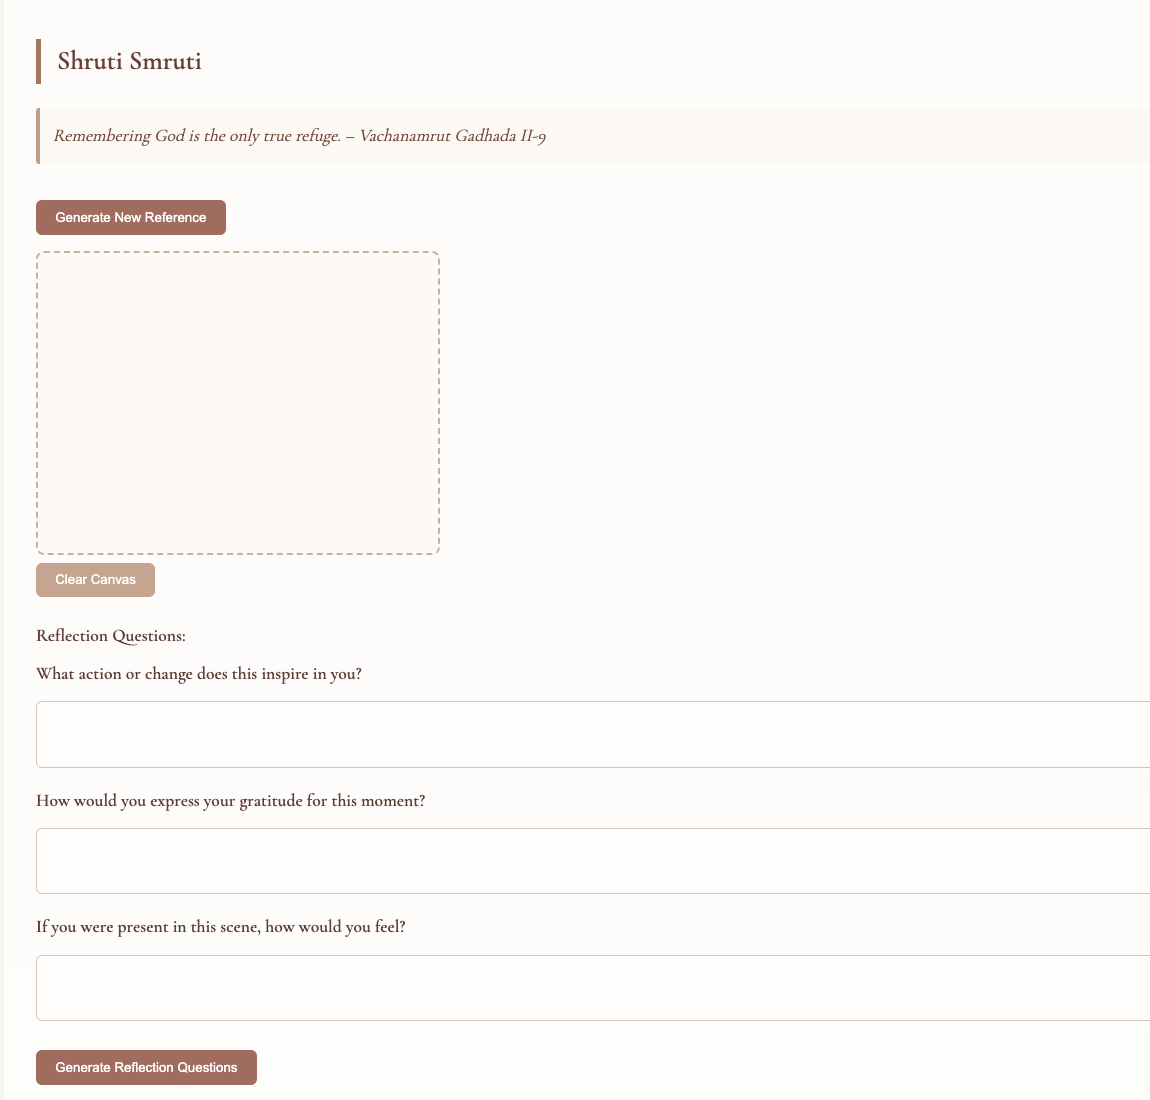 Shruti Smruti
Remembering God is the only true refuge. – Vachanamrut Gadhada II-9
Generate New Reference
Clear Canvas
Reflection Questions:
What action or change does this inspire in you?
How would you express your gratitude for this moment?
If you were present in this scene, how would you feel?
Generate Reflection Questions